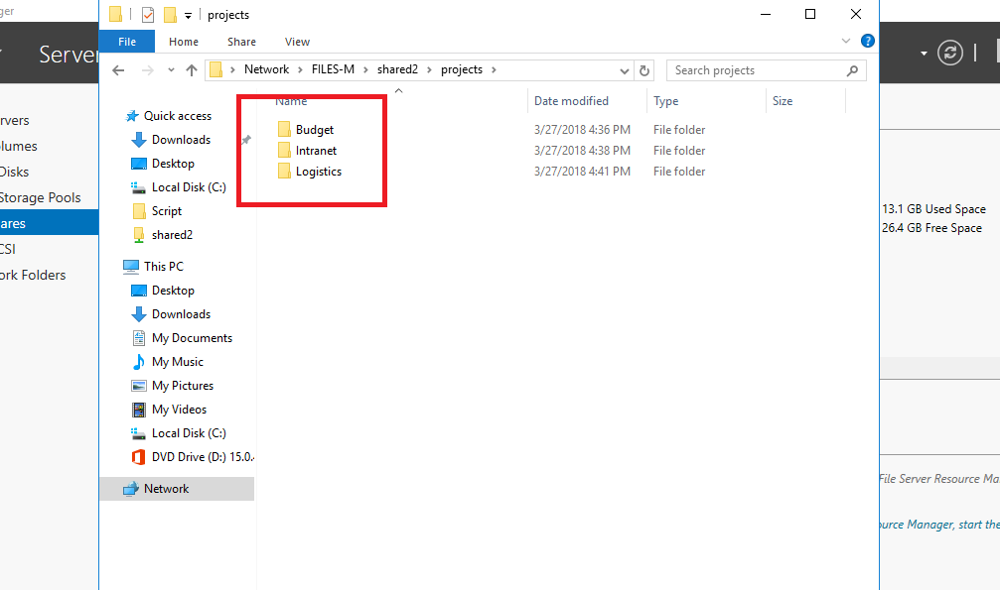 ger
projects
Server
File Home Share View
Network FILES-M shared2 projects
Search projects
Name Date modified Type Size
Budget 3/27/2018 4:36 PM File folder
Intranet 3/27/2018 4:38 PM File folder
Logistics 3/27/2018 4:41 PM File folder
Quick access
Downloads
Desktop
Local Disk (C:)
Script
shared2
This PC
Desktop
Downloads
My Documents
My Music
My Pictures
My Videos
Local Disk (C:)
DVD Drive (D:) 15.0.
Network
rvers
olumes
Disks
Storage Pools
ares
CSI
ork Folders
13.1 GB Used Space
26.4 GB Free Space
File Server Resource Ma
ource Manager, start the